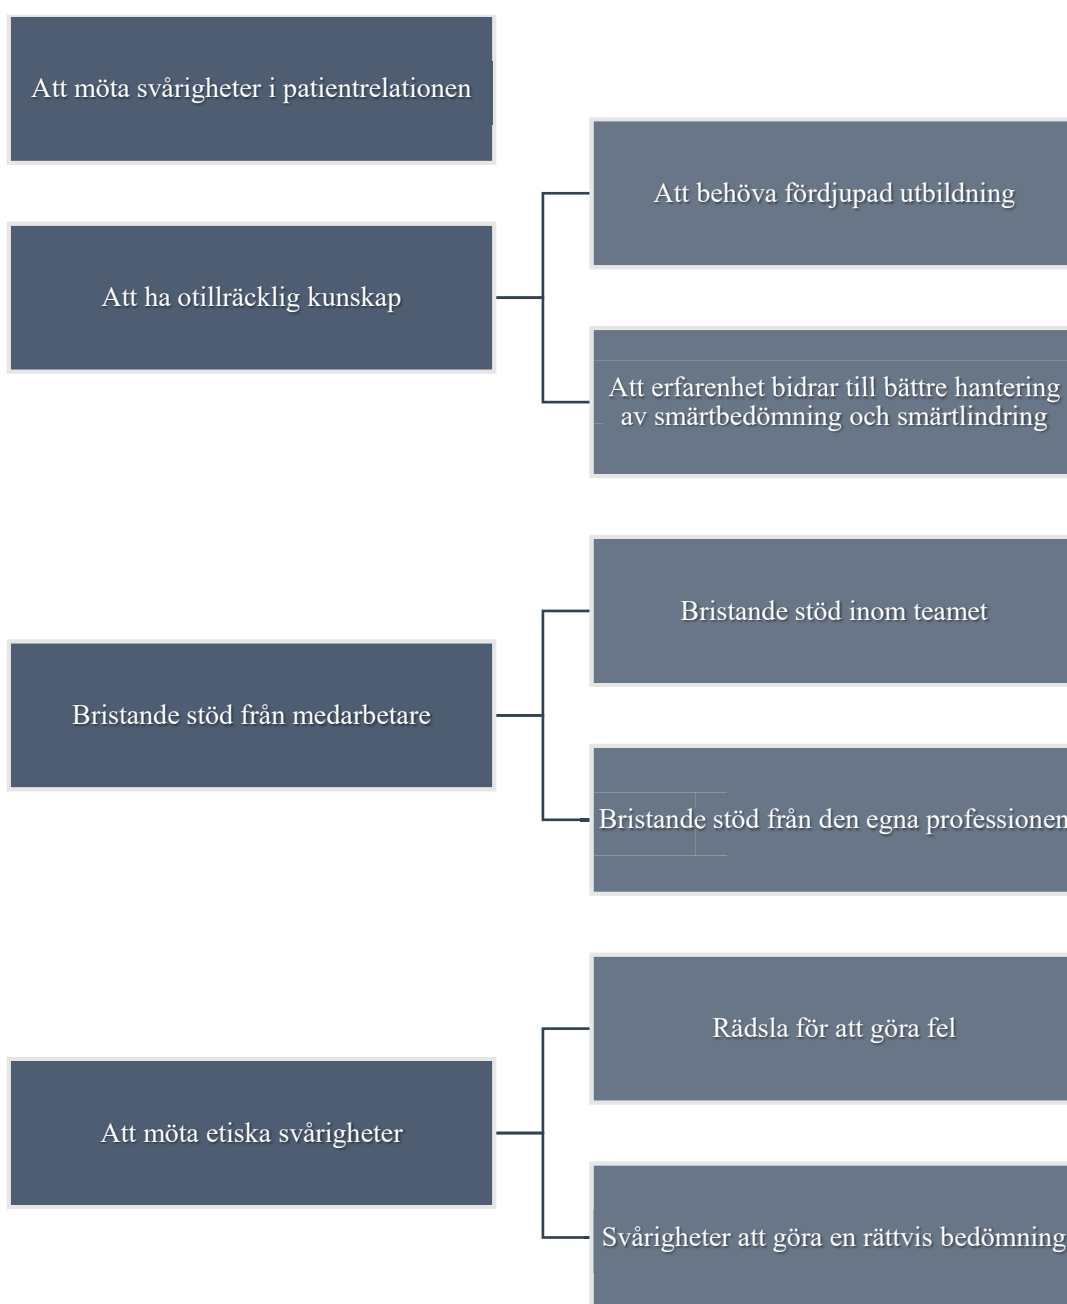 Att möta svårigheter i patientrelationen
Att behöva fördjupad utbildning
Att ha otillräcklig kunskap
Att erfarenhet bidrar till bättre hantering
av smärtbedömning och smärtlindring
Bristande stöd inom teamet
Bristande stöd från medarbetare
Bristande stöd från den egna professionen
Rädsla för att göra fel
Att möta etiska svårigheter
Svårigheter att göra en rättvis bedömning